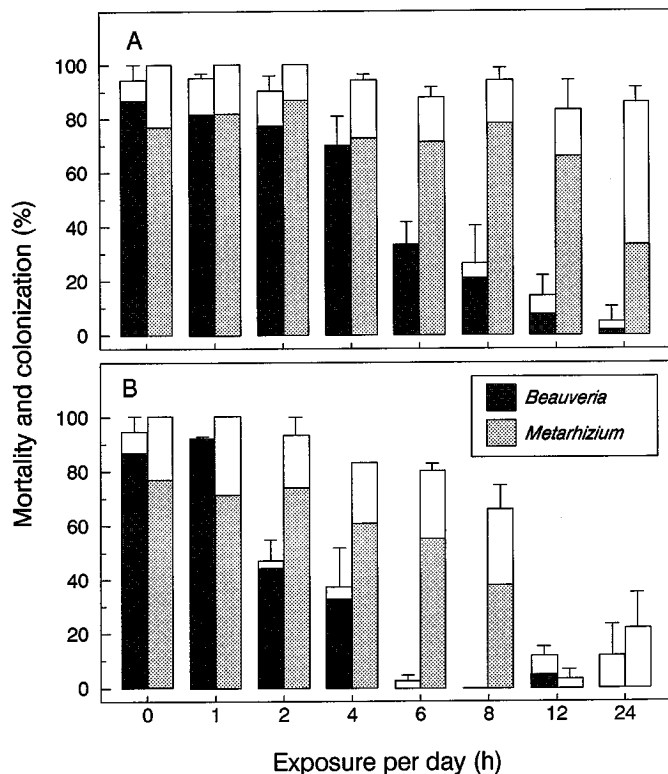 A
100
80
60
40
20
0
Mortality and colonization (%)
B
Beauveria
Metarhizium
100
80
60
40
20
0
0 1 2 4 6 8 12 24
Exposure per day (h)